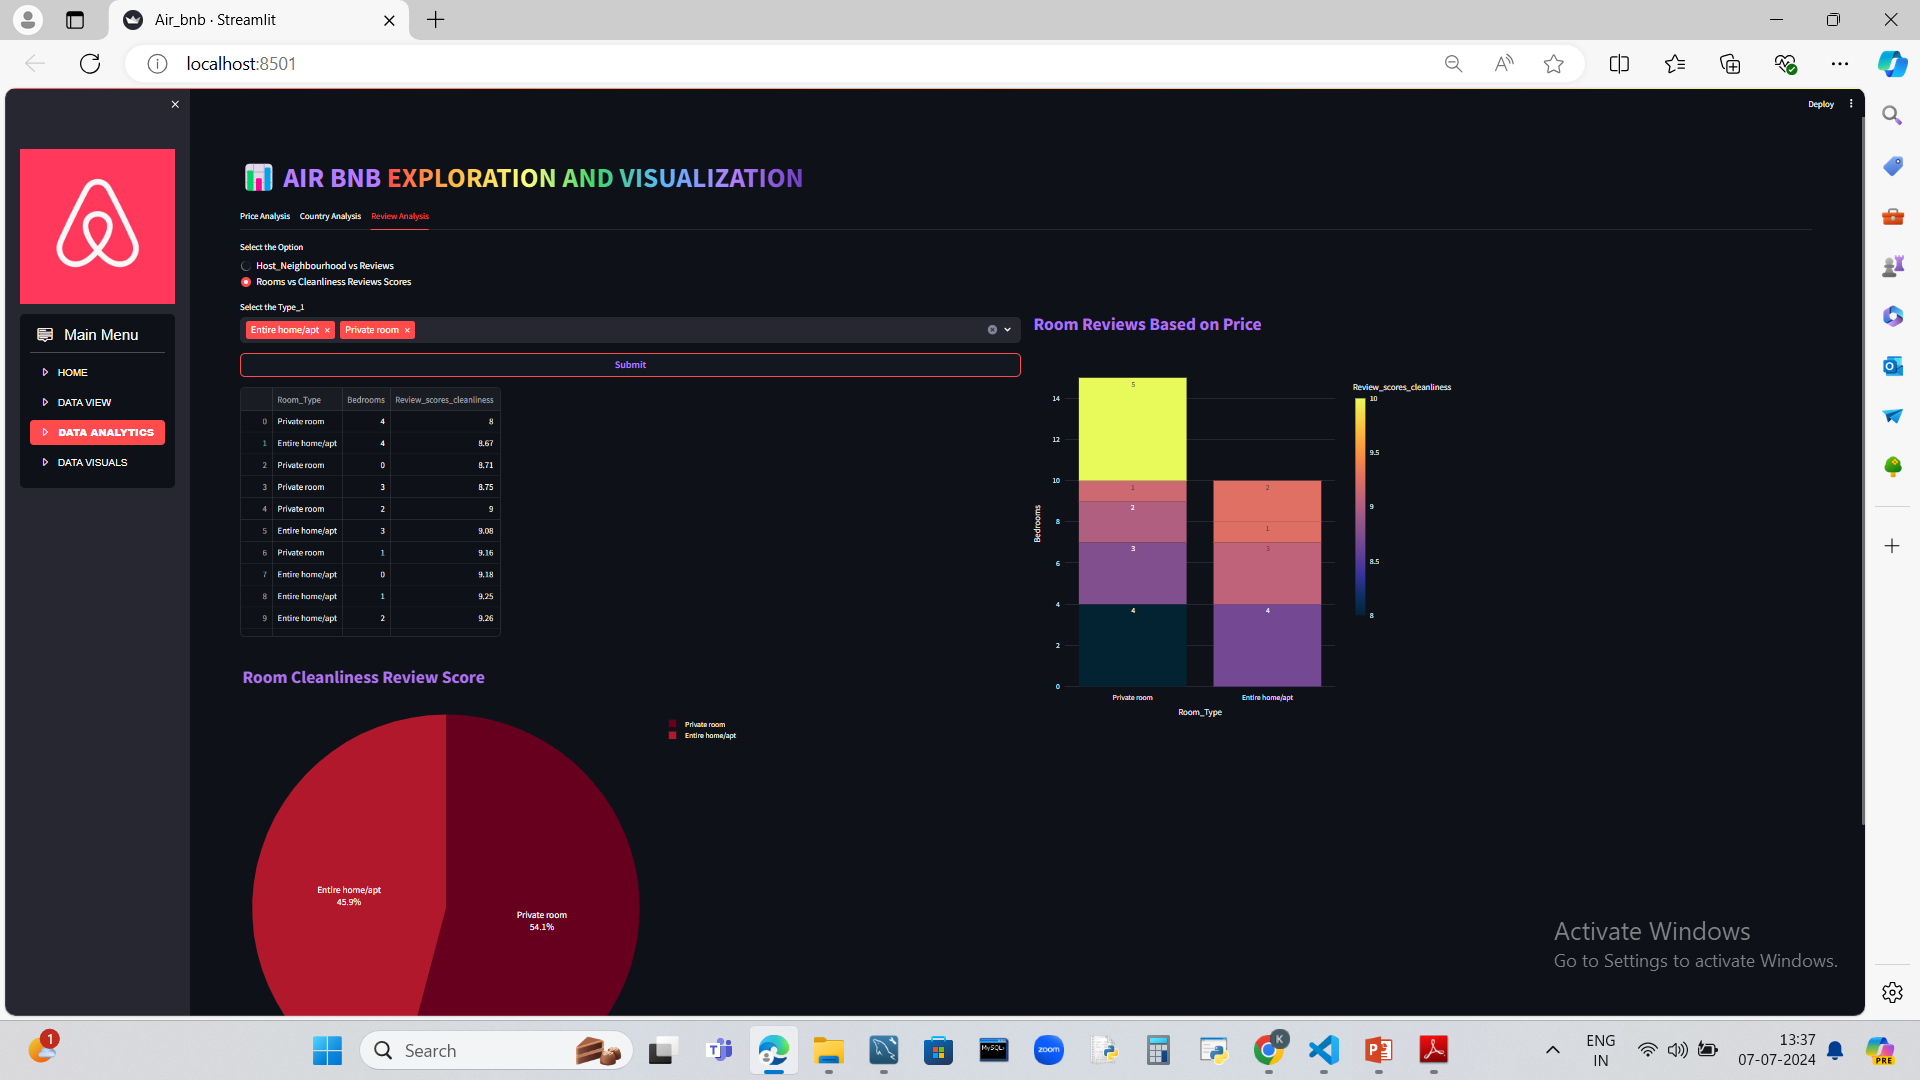 Air_bnb · Streamlit
localhost:8501
Deploy
AIR BNB EXPLORATION AND VISUALIZATION
Price Analysis Country Analysis Review Analysis
Select the Option
Host_Neighbourhood vs Reviews
Rooms vs Cleanliness Reviews Scores
Select the Type_1
Entire home/apt Private room
Submit
Main Menu
HOME
DATA VIEW
DATA ANALYTICS
DATA VISUALS
Room_Type Bedrooms Review_scores_cleanliness
0 Private room 4 8
1 Entire home/apt 4 8.67
2 Private room 0 8.71
3 Private room 3 8.75
4 Private room 2 9
5 Entire home/apt 3 9.08
6 Private room 1 9.16
7 Entire home/apt 0 9.18
8 Entire home/apt 1 9.25
9 Entire home/apt 2 9.26
Room Reviews Based on Price
Review_scores_cleanliness
10
9.5
9
8.5
8
Bedrooms
14
12
10
8
6
4
2
0
5
1
2
3
4
2
1
3
4
Private room Entire home/apt
Room_Type
Room Cleanliness Review Score
Private room
Entire home/apt
Entire home/apt
45.9%
Private room
54.1%
Activate Windows
Go to Settings to activate Windows.
1
Search
MySQL
zoom
K
ENG
IN
13:37
07-07-2024
PRE